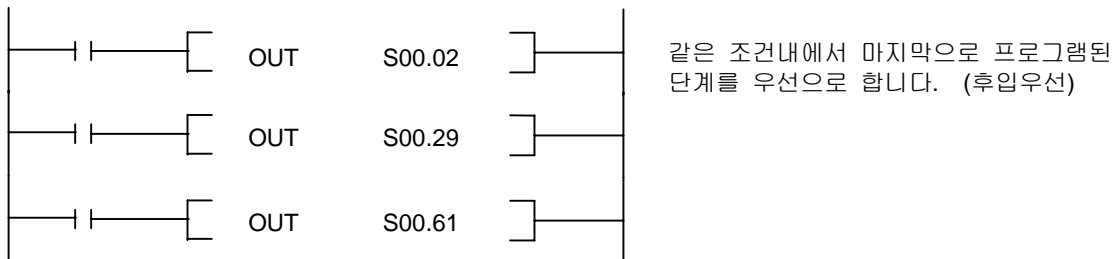 OUT S00.02
같은 조건내에서 마지막으로 프로그램된
단계를 우선으로 합니다. (후입우선)
OUT S00.29
OUT S00.61